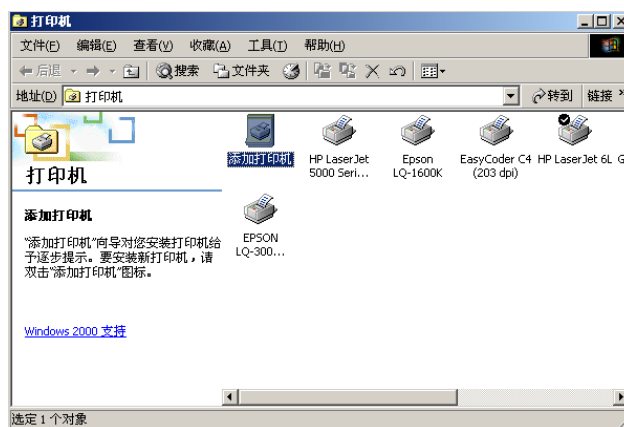 打印机
文件(F) 编辑(E) 查看(V) 收藏(A) 工具(T) 帮助(H)
后退 搜索 文件夹
地址(D) 打印机 转到 链接 »
打印机
添加打印机
“添加打印机”向导对您安装打印机给
予逐步提示。要安装新打印机，请
双击“添加打印机”图标。
Windows 2000 支持
添加打印机
HP LaserJet
5000 Seri...
Epson
LQ-1600K
EasyCoder C4
(203 dpi)
HP LaserJet 6L
G
EPSON
LQ-300...
选定 1 个对象